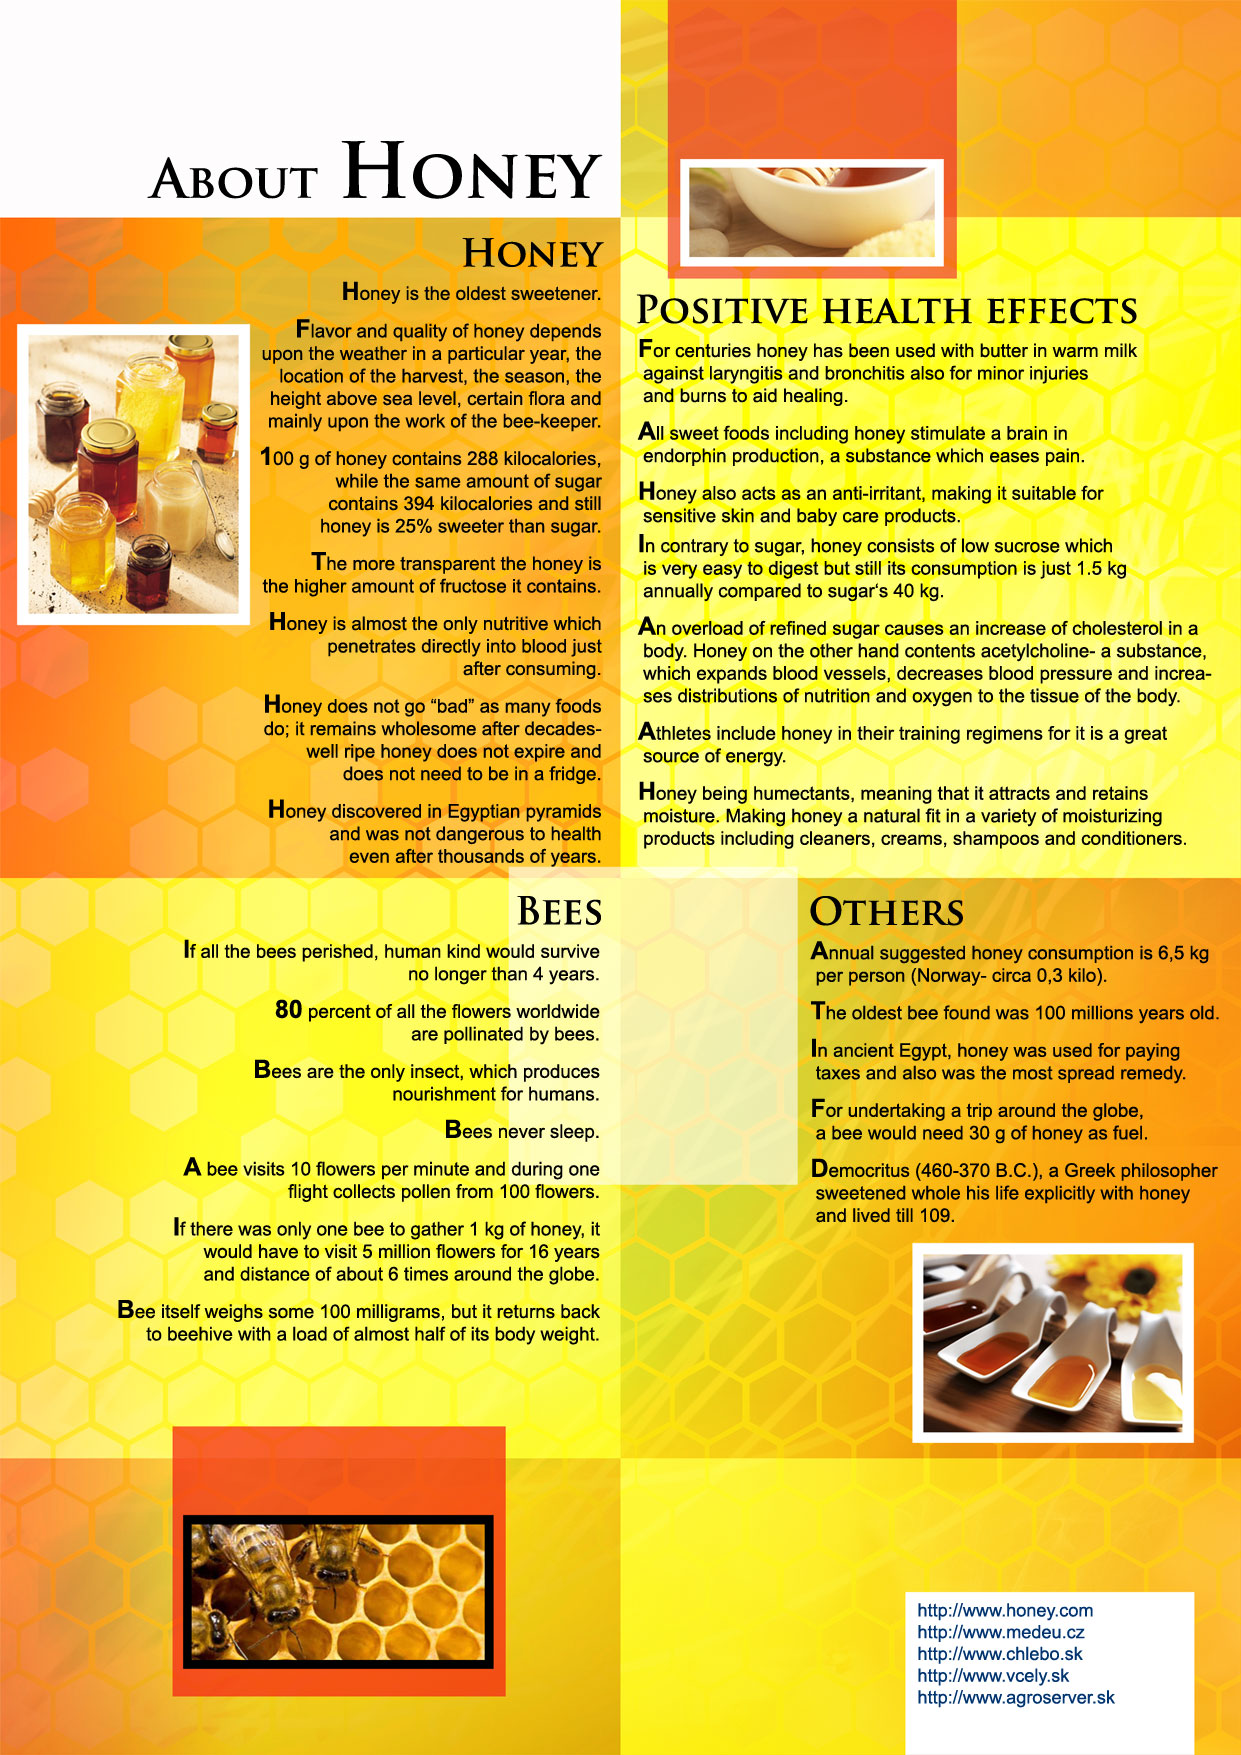 About Honey
Honey
Honey is the oldest sweetener.
Flavor and quality of honey depends
upon the weather in a particular year, the
location of the harvest, the season, the
height above sea level, certain flora and
mainly upon the work of the bee-keeper.
100 g of honey contains 288 kilocalories,
while the same amount of sugar
contains 394 kilocalories and still
honey is 25% sweeter than sugar.
The more transparent the honey is
the higher amount of fructose it contains.
Honey is almost the only nutritive which
penetrates directly into blood just
after consuming.
Honey does not go “bad” as many foods
do; it remains wholesome after decades-
well ripe honey does not expire and
does not need to be in a fridge.
Honey discovered in Egyptian pyramids
and was not dangerous to health
even after thousands of years.
Positive health effects
For centuries honey has been used with butter in warm milk
against laryngitis and bronchitis also for minor injuries
and burns to aid healing.
All sweet foods including honey stimulate a brain in
endorphin production, a substance which eases pain.
Honey also acts as an anti-irritant, making it suitable for
sensitive skin and baby care products.
In contrary to sugar, honey consists of low sucrose which
is very easy to digest but still its consumption is just 1.5 kg
annually compared to sugar‘s 40 kg.
An overload of refined sugar causes an increase of cholesterol in a
body. Honey on the other hand contents acetylcholine- a substance,
which expands blood vessels, decreases blood pressure and increa-
ses distributions of nutrition and oxygen to the tissue of the body.
Athletes include honey in their training regimens for it is a great
source of energy.
Honey being humectants, meaning that it attracts and retains
moisture. Making honey a natural fit in a variety of moisturizing
products including cleaners, creams, shampoos and conditioners.
Bees
If all the bees perished, human kind would survive
no longer than 4 years.
80 percent of all the flowers worldwide
are pollinated by bees.
Bees are the only insect, which produces
nourishment for humans.
Bees never sleep.
A bee visits 10 flowers per minute and during one
flight collects pollen from 100 flowers.
If there was only one bee to gather 1 kg of honey, it
would have to visit 5 million flowers for 16 years
and distance of about 6 times around the globe.
Bee itself weighs some 100 milligrams, but it returns back
to beehive with a load of almost half of its body weight.
Others
Annual suggested honey consumption is 6,5 kg
per person (Norway- circa 0,3 kilo).
The oldest bee found was 100 millions years old.
In ancient Egypt, honey was used for paying
taxes and also was the most spread remedy.
For undertaking a trip around the globe,
a bee would need 30 g of honey as fuel.
Democritus (460-370 B.C.), a Greek philosopher
sweetened whole his life explicitly with honey
and lived till 109.
http://www.honey.com
http://www.medeu.cz
http://www.chlebo.sk
http://www.vcely.sk
http://www.agroserver.sk